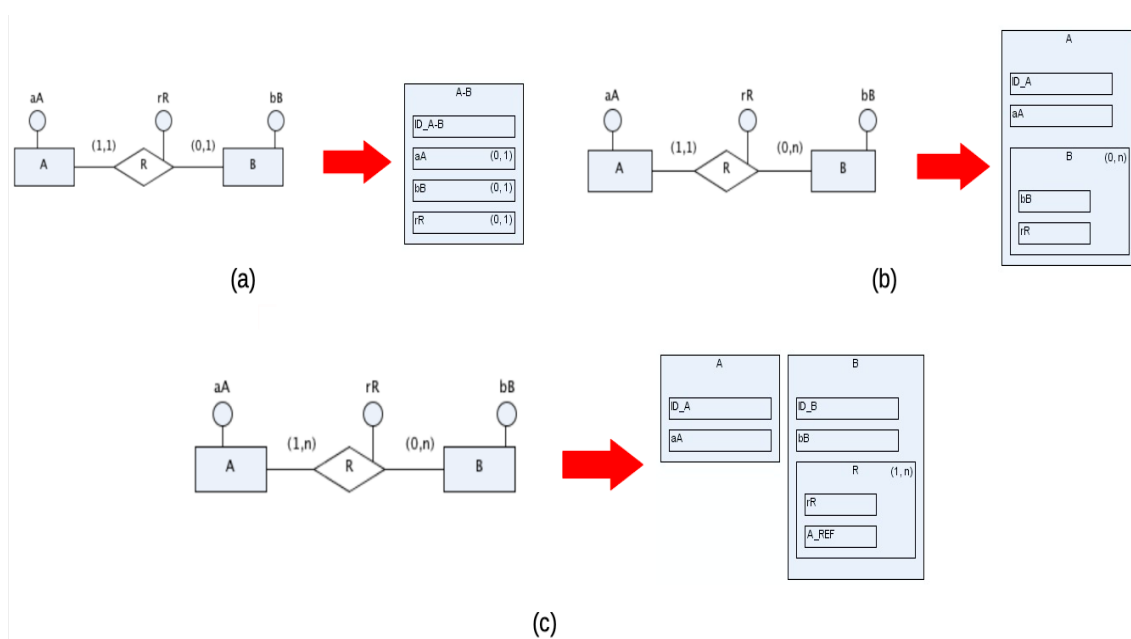 aA rR bB
(1,1) (0,1)
A R B
A-B
ID_A-B
aA (0,1)
bB (0,1)
rR (0,1)
(a)
aA rR bB
(1,1) (0,n)
A R B
A
ID_A
aA
B (0,n)
bB
rR
(b)
aA rR bB
(1,n) (0,n)
A R B
A
ID_A
aA
B
ID_B
bB
R (1,n)
rR
A_REF
(c)